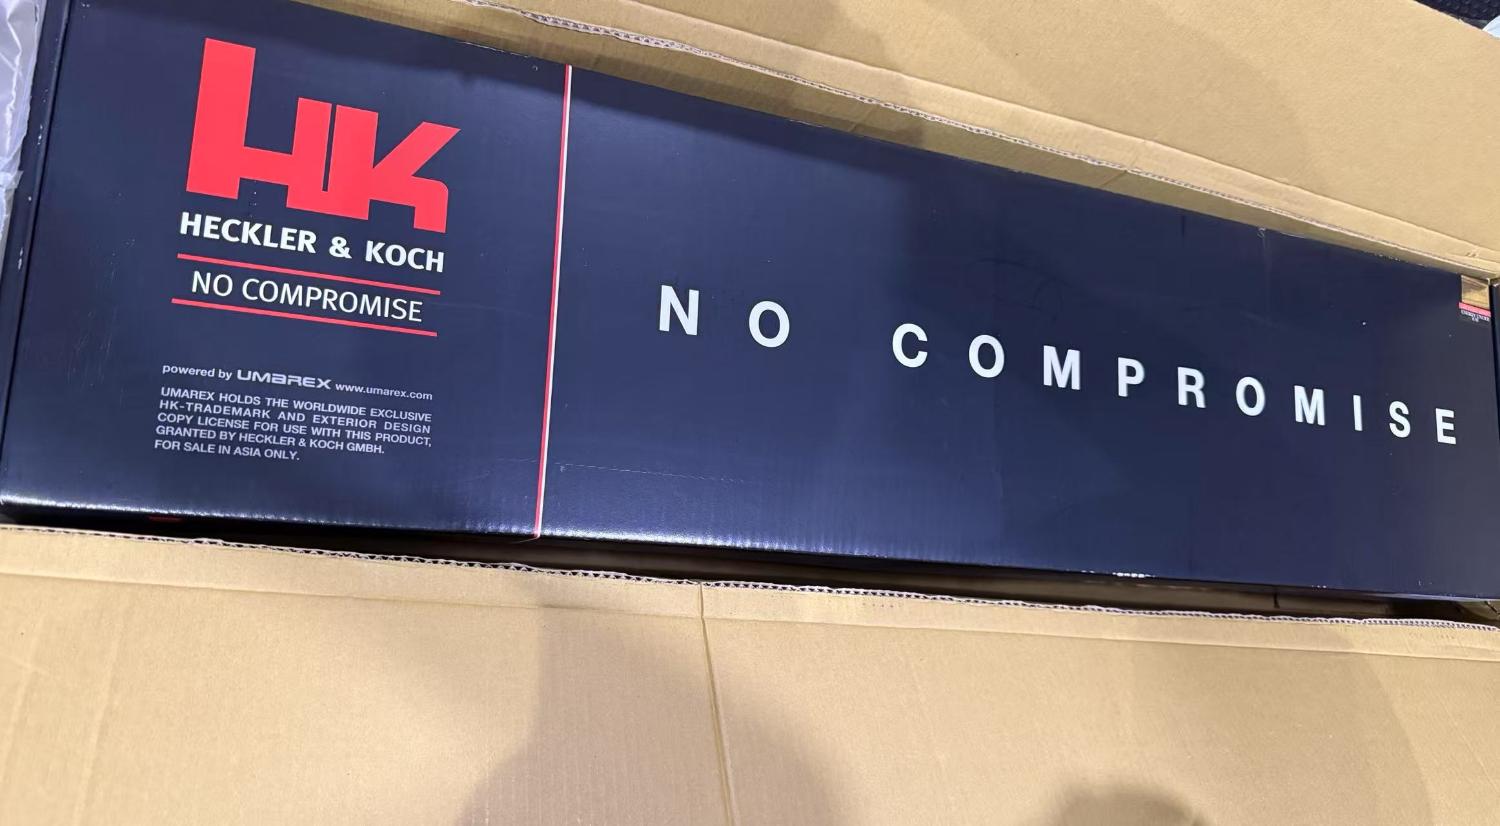 HK
HECKLER & KOCH
NO COMPROMISE
powered by UMAREX www.umarex.com
UMAREX HOLDS THE WORLDWIDE EXCLUSIVE
HK-TRADEMARK AND EXTERIOR DESIGN
COPY LICENSE FOR USE WITH THIS PRODUCT,
GRANTED BY HECKLER & KOCH GMBH.
FOR SALE IN ASIA ONLY.
NO COMPROMISE